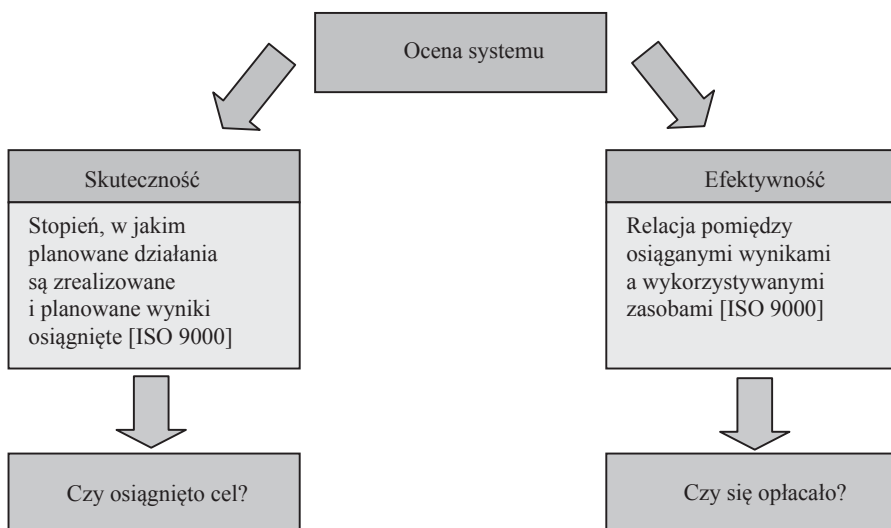 Ocena systemu
Skuteczność
Stopień, w jakim
planowane działania
są zrealizowane
i planowane wyniki
osiągnięte [ISO 9000]
Czy osiągnięto cel?
Efektywność
Relacja pomiędzy
osiąganymi wynikami
a wykorzystywanymi
zasobami [ISO 9000]
Czy się opłacało?